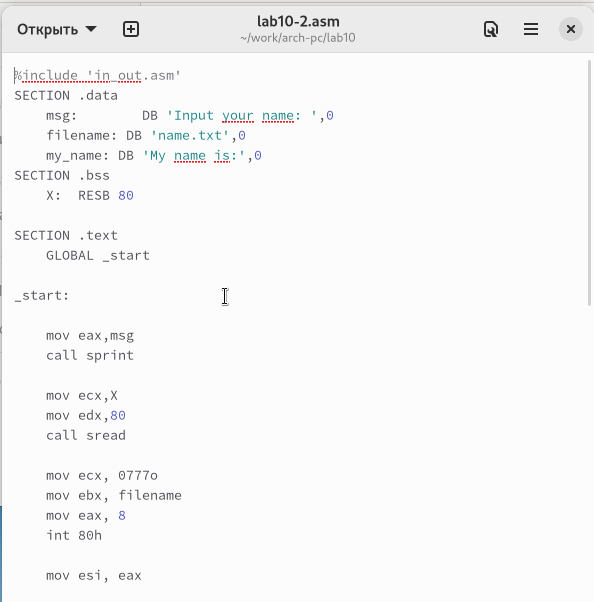 Открыть
lab10-2.asm
~/work/arch-pc/lab10
%include 'in_out.asm'
SECTION .data
    msg:        DB 'Input your name: ',0
    filename: DB 'name.txt',0
    my_name: DB 'My name is:',0
SECTION .bss
    X:  RESB 80
SECTION .text
    GLOBAL _start
_start:
    mov eax,msg
    call sprint
    mov ecx,X
    mov edx,80
    call sread
    mov ecx, 0777o
    mov ebx, filename
    mov eax, 8
    int 80h
    mov esi, eax